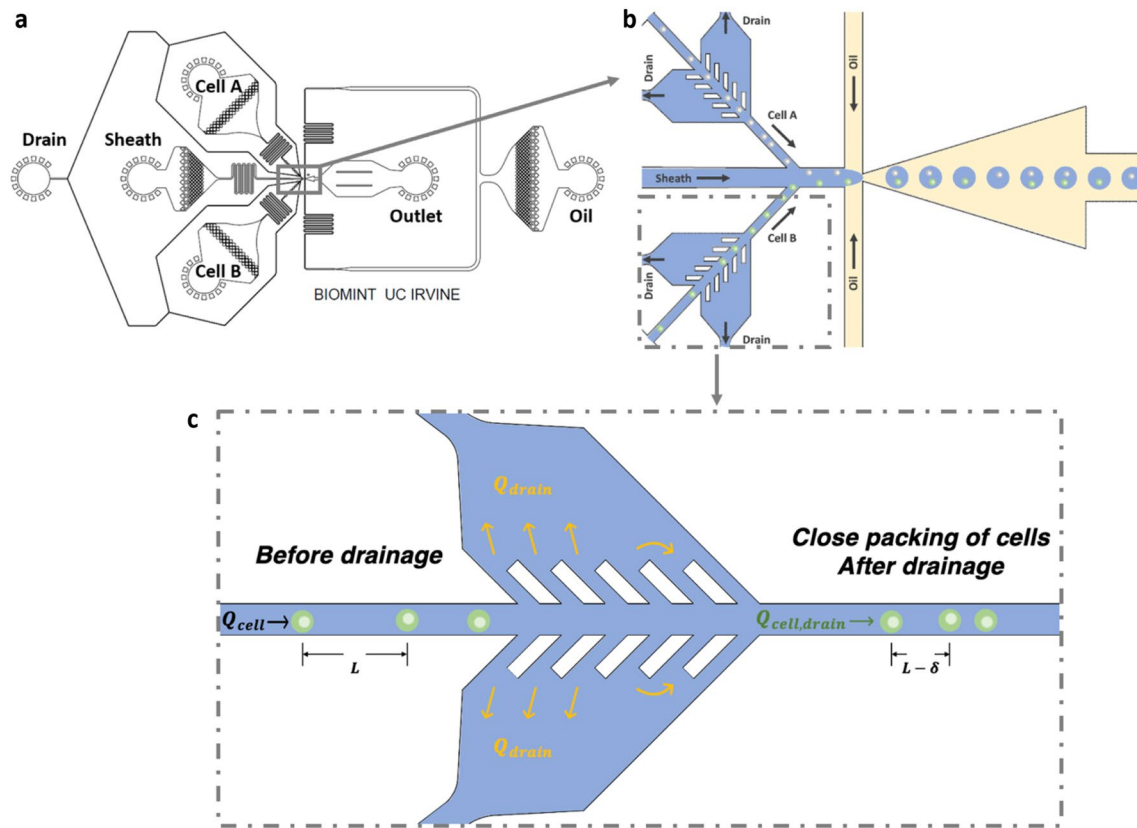 a
Cell A
Drain
Sheath
Outlet
Oil
Cell B
BIOMINT UC IRVINE
b
Drain
Drain
Oil
Cell A
Sheath
Cell B
Drain
Oil
Drain
c
Q_drain
Before drainage
Close packing of cells
After drainage
Q_cell
Q_cell,drain
L
L − δ
Q_drain